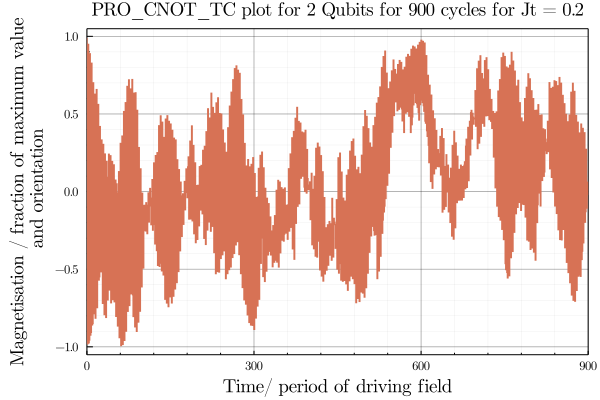 PRO_CNOT_TC plot for 2 Qubits for 900 cycles for Jt = 0.2
Magnetisation / fraction of maximum value
and orientation
1.0
0.5
0.0
−0.5
−1.0
0
300
600
900
Time/ period of driving field